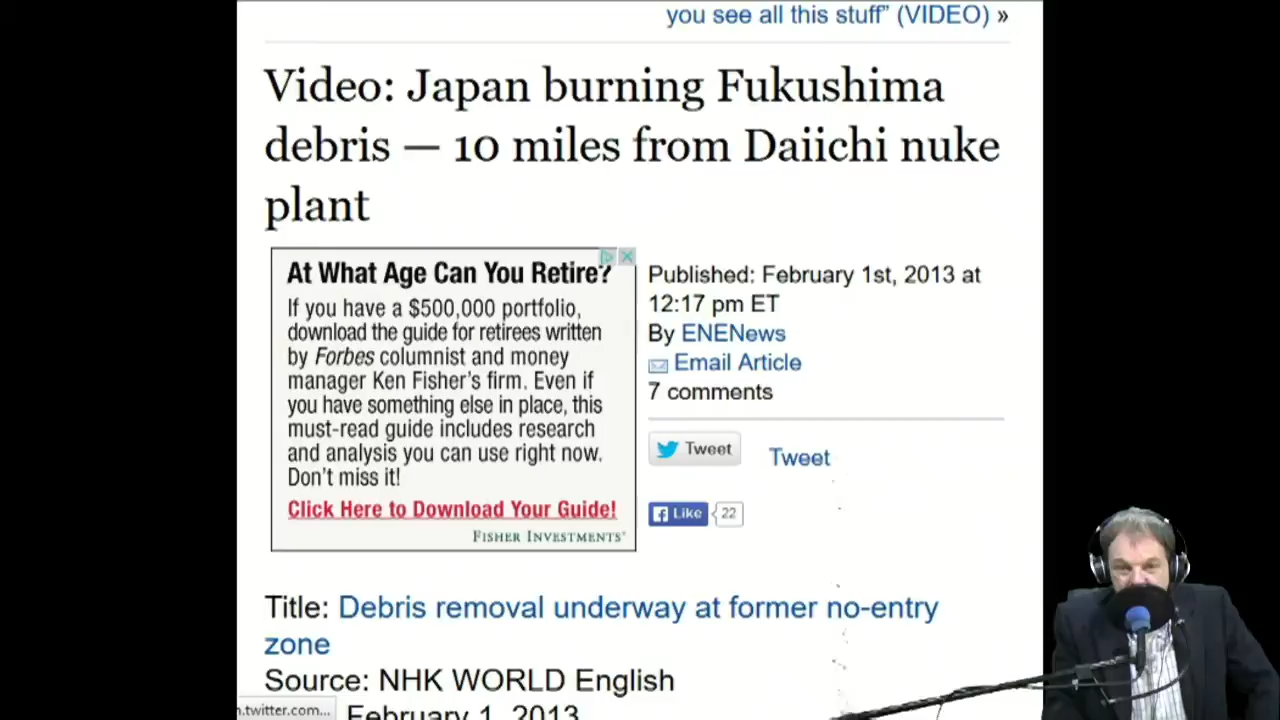 you see all this stuff” (VIDEO) »
Video: Japan burning Fukushima
debris — 10 miles from Daiichi nuke
plant
At What Age Can You Retire?
If you have a $500,000 portfolio,
download the guide for retirees written
by Forbes columnist and money
manager Ken Fisher's firm. Even if
you have something else in place, this
must-read guide includes research
and analysis you can use right now.
Don't miss it!
Click Here to Download Your Guide!
FISHER INVESTMENTS®
Published: February 1st, 2013 at
12:17 pm ET
By ENENews
Email Article
7 comments
Tweet Tweet
Like 22
Title: Debris removal underway at former no-entry
zone
Source: NHK WORLD English
February 1, 2013
n.twitter.com...